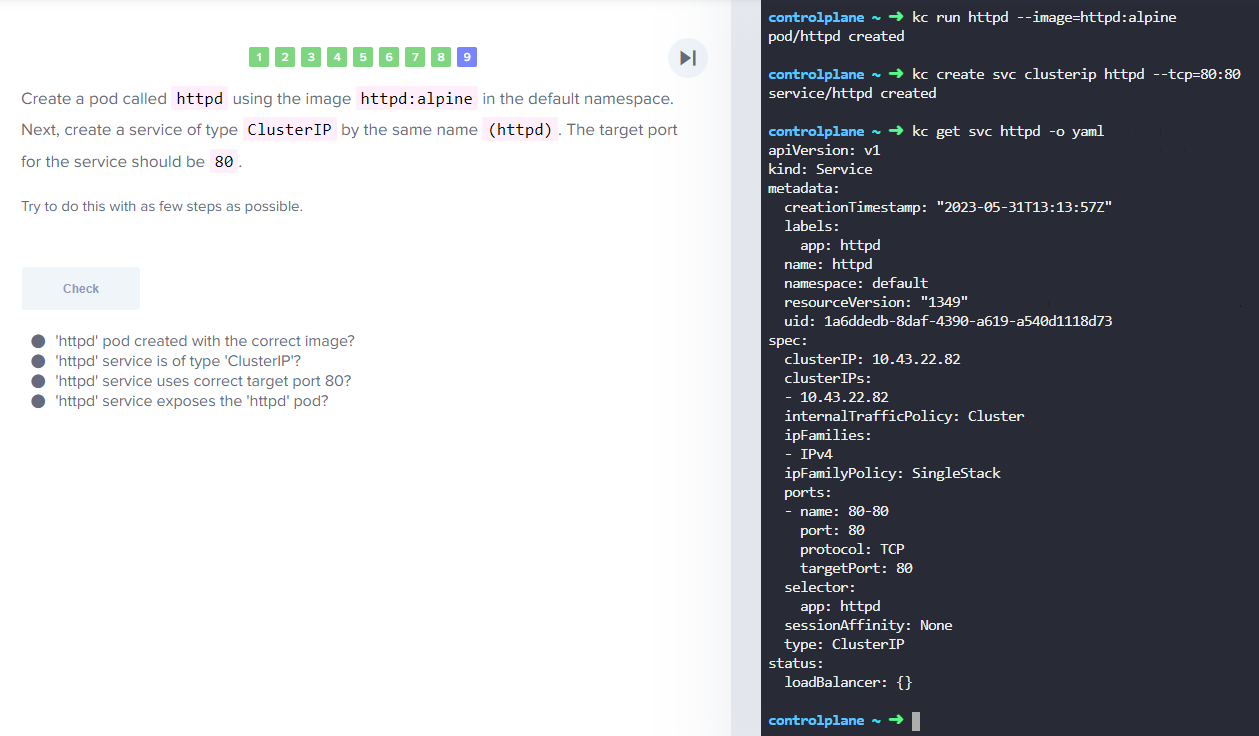 1 2 3 4 5 6 7 8 9
Create a pod called httpd using the image httpd:alpine in the default namespace.
Next, create a service of type ClusterIP by the same name (httpd). The target port
for the service should be 80.
Try to do this with as few steps as possible.
Check
'httpd' pod created with the correct image?
'httpd' service is of type 'ClusterIP'?
'httpd' service uses correct target port 80?
'httpd' service exposes the 'httpd' pod?
controlplane ~ ➜ kc run httpd --image=httpd:alpine
pod/httpd created
controlplane ~ ➜ kc create svc clusterip httpd --tcp=80:80
service/httpd created
controlplane ~ ➜ kc get svc httpd -o yaml
apiVersion: v1
kind: Service
metadata:
  creationTimestamp: "2023-05-31T13:13:57Z"
  labels:
    app: httpd
  name: httpd
  namespace: default
  resourceVersion: "1349"
  uid: 1a6ddedb-8daf-4390-a619-a540d1118d73
spec:
  clusterIP: 10.43.22.82
  clusterIPs:
  - 10.43.22.82
  internalTrafficPolicy: Cluster
  ipFamilies:
  - IPv4
  ipFamilyPolicy: SingleStack
  ports:
  - name: 80-80
    port: 80
    protocol: TCP
    targetPort: 80
  selector:
    app: httpd
  sessionAffinity: None
  type: ClusterIP
status:
  loadBalancer: {}
controlplane ~ ➜